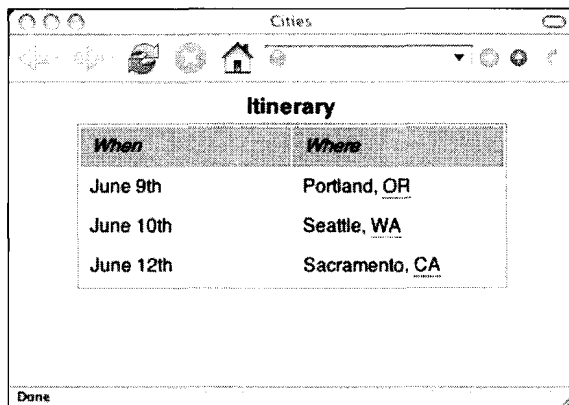 Cities
Itinerary
When Where
June 9th Portland, OR
June 10th Seattle, WA
June 12th Sacramento, CA
Done